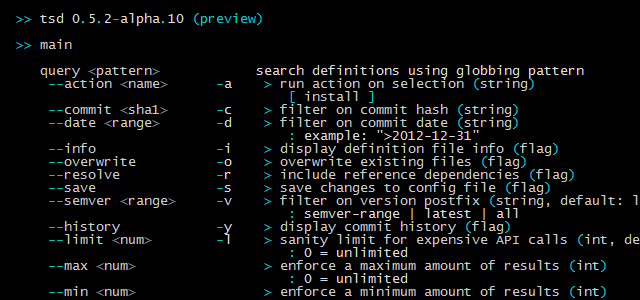 >> tsd 0.5.2-alpha.10 (preview)
>> main
query <pattern> search definitions using globbing pattern
--action <name> -a > run action on selection (string)
[ install ]
--commit <sha1> -c > filter on commit hash (string)
--date <range> -d > filter on commit date (string)
: example: ">2012-12-31"
--info -i > display definition file info (flag)
--overwrite -o > overwrite existing files (flag)
--resolve -r > include reference dependencies (flag)
--save -s > save changes to config file (flag)
--semver <range> -v > filter on version postfix (string, default: l
: semver-range | latest | all
--history -y > display commit history (flag)
--limit <num> -l > sanity limit for expensive API calls (int, de
: 0 = unlimited
--max <num> > enforce a maximum amount of results (int)
: 0 = unlimited
--min <num> > enforce a minimum amount of results (int)